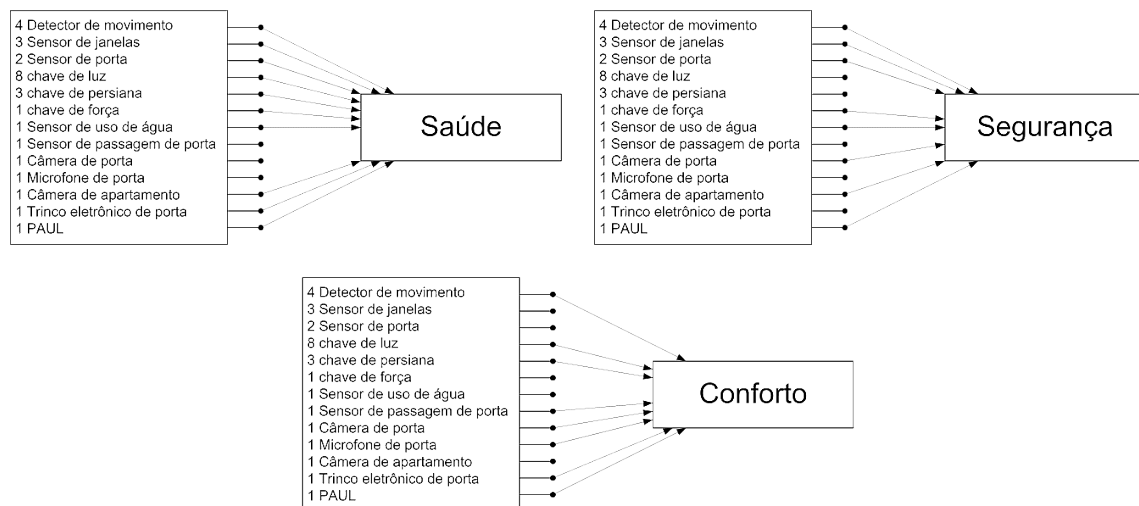 4 Detector de movimento
3 Sensor de janelas
2 Sensor de porta
8 chave de luz
3 chave de persiana
1 chave de força
1 Sensor de uso de água
1 Sensor de passagem de porta
1 Câmera de porta
1 Microfone de porta
1 Câmera de apartamento
1 Trinco eletrônico de porta
1 PAUL
Saúde
4 Detector de movimento
3 Sensor de janelas
2 Sensor de porta
8 chave de luz
3 chave de persiana
1 chave de força
1 Sensor de uso de água
1 Sensor de passagem de porta
1 Câmera de porta
1 Microfone de porta
1 Câmera de apartamento
1 Trinco eletrônico de porta
1 PAUL
Segurança
4 Detector de movimento
3 Sensor de janelas
2 Sensor de porta
8 chave de luz
3 chave de persiana
1 chave de força
1 Sensor de uso de água
1 Sensor de passagem de porta
1 Câmera de porta
1 Microfone de porta
1 Câmera de apartamento
1 Trinco eletrônico de porta
1 PAUL
Conforto